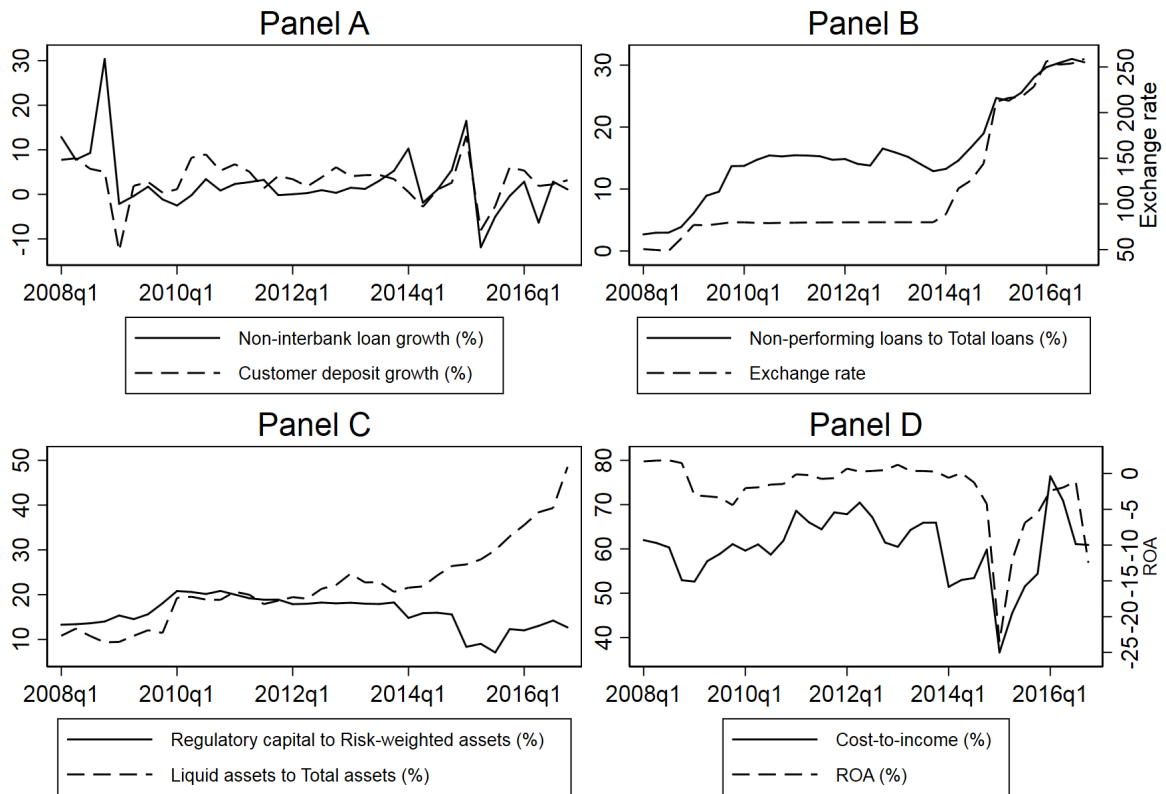 Panel A
30
20
10
0
-10
2008q1 2010q1 2012q1 2014q1 2016q1
Non-interbank loan growth (%)
Customer deposit growth (%)
Panel B
30
20
10
0
250
200
150
100
50
Exchange rate
2008q1 2010q1 2012q1 2014q1 2016q1
Non-performing loans to Total loans (%)
Exchange rate
Panel C
50
40
30
20
10
2008q1 2010q1 2012q1 2014q1 2016q1
Regulatory capital to Risk-weighted assets (%)
Liquid assets to Total assets (%)
Panel D
80
70
60
50
40
0
-5
-10
-15
-20
-25
ROA
2008q1 2010q1 2012q1 2014q1 2016q1
Cost-to-income (%)
ROA (%)